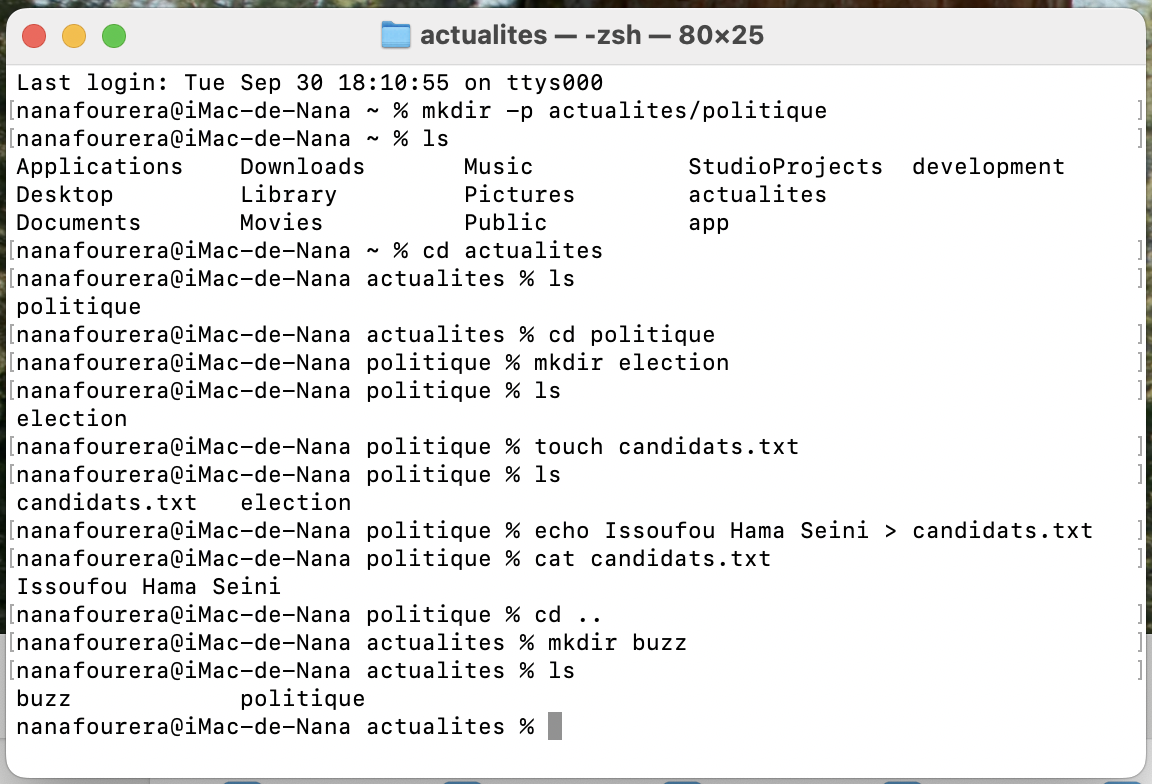 actualites — -zsh — 80×25
Last login: Tue Sep 30 18:10:55 on ttys000
[nanafourera@iMac-de-Nana ~ % mkdir -p actualites/politique ]
[nanafourera@iMac-de-Nana ~ % ls ]
Applications Downloads Music StudioProjects development
Desktop Library Pictures actualites
Documents Movies Public app
[nanafourera@iMac-de-Nana ~ % cd actualites ]
[nanafourera@iMac-de-Nana actualites % ls ]
politique
[nanafourera@iMac-de-Nana actualites % cd politique ]
[nanafourera@iMac-de-Nana politique % mkdir election ]
[nanafourera@iMac-de-Nana politique % ls ]
election
[nanafourera@iMac-de-Nana politique % touch candidats.txt ]
[nanafourera@iMac-de-Nana politique % ls ]
candidats.txt election
[nanafourera@iMac-de-Nana politique % echo Issoufou Hama Seini > candidats.txt ]
[nanafourera@iMac-de-Nana politique % cat candidats.txt ]
Issoufou Hama Seini
[nanafourera@iMac-de-Nana politique % cd .. ]
[nanafourera@iMac-de-Nana actualites % mkdir buzz ]
[nanafourera@iMac-de-Nana actualites % ls ]
buzz politique
nanafourera@iMac-de-Nana actualites %